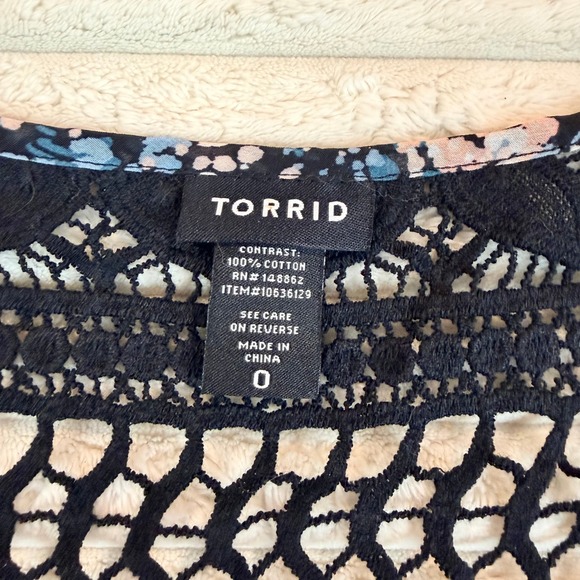 TORRID
CONTRAST:
100% COTTON
RN# 148862
ITEM#10636129
SEE CARE
ON REVERSE
MADE IN
CHINA
0